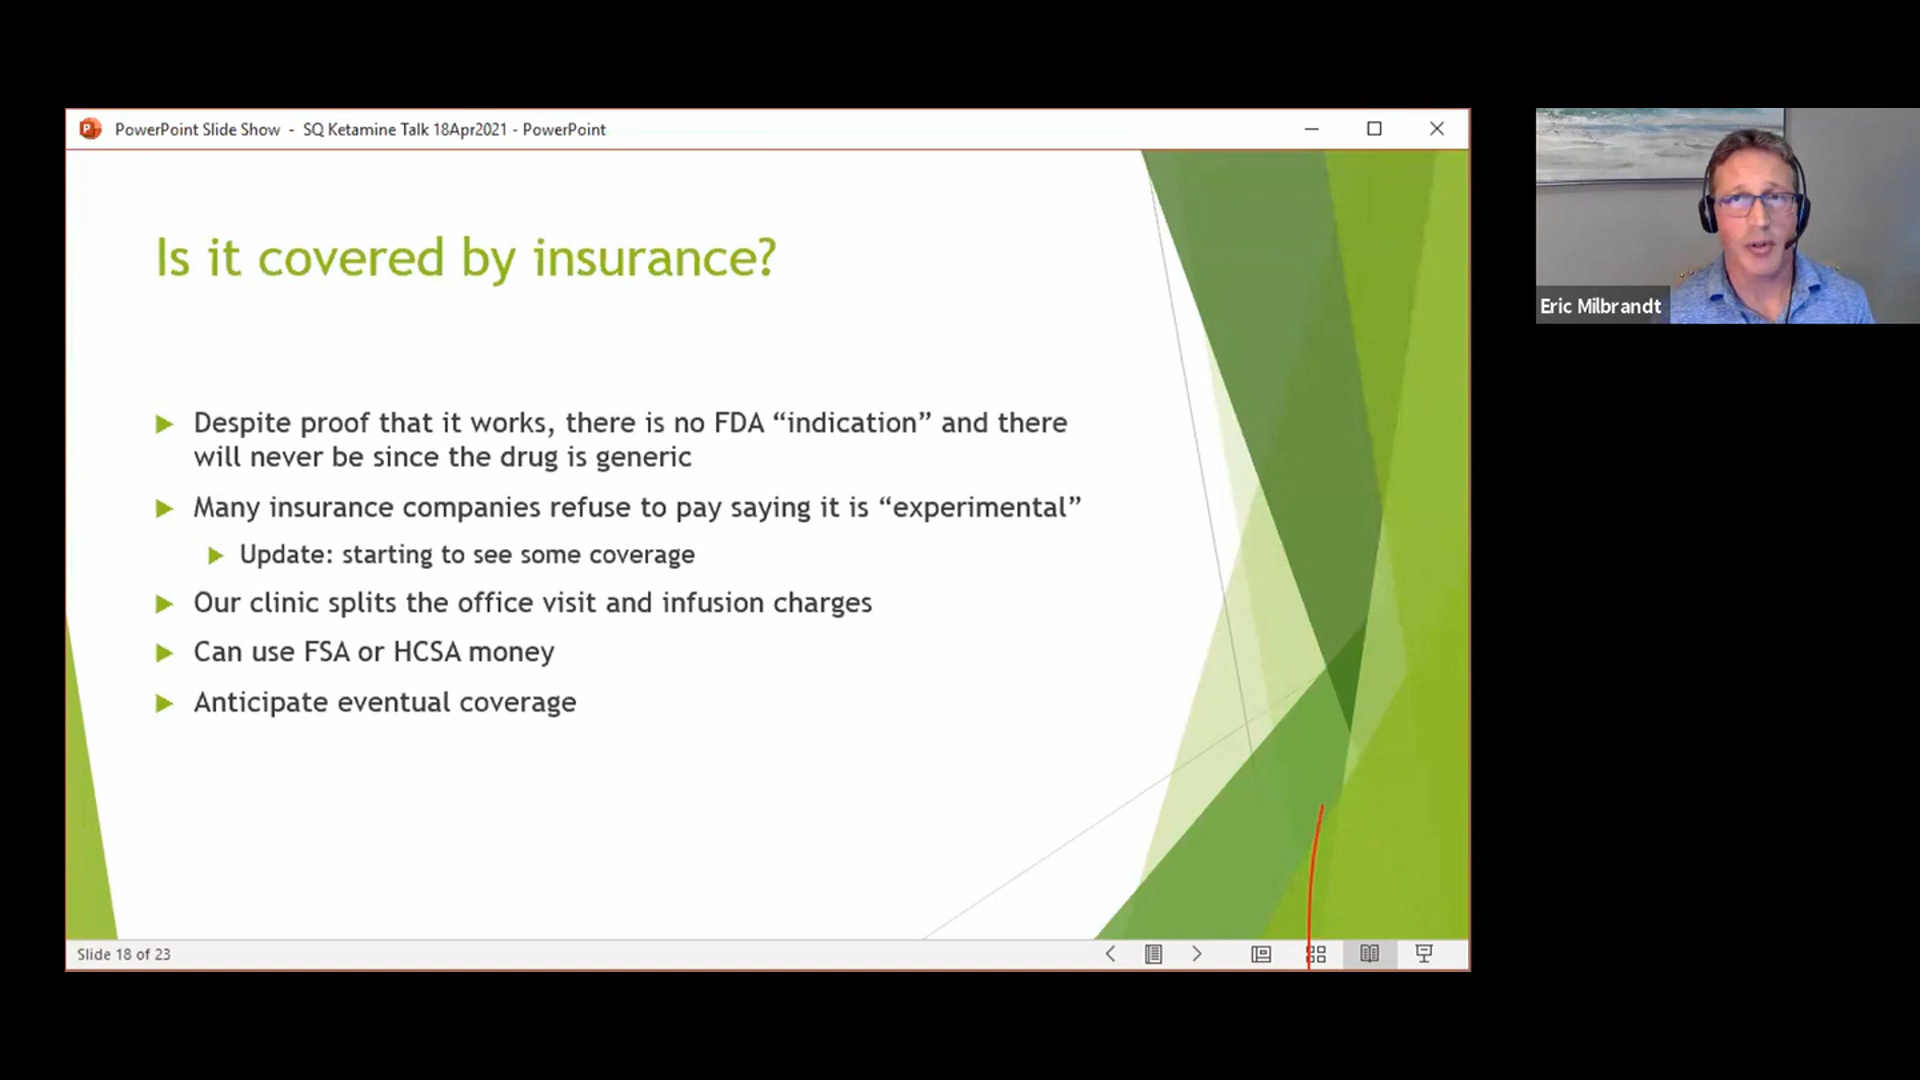 PowerPoint Slide Show - SQ Ketamine Talk 18Apr2021 - PowerPoint
Is it covered by insurance?
Despite proof that it works, there is no FDA “indication” and there
will never be since the drug is generic
Many insurance companies refuse to pay saying it is “experimental”
Update: starting to see some coverage
Our clinic splits the office visit and infusion charges
Can use FSA or HCSA money
Anticipate eventual coverage
Slide 18 of 23
Eric Milbrandt